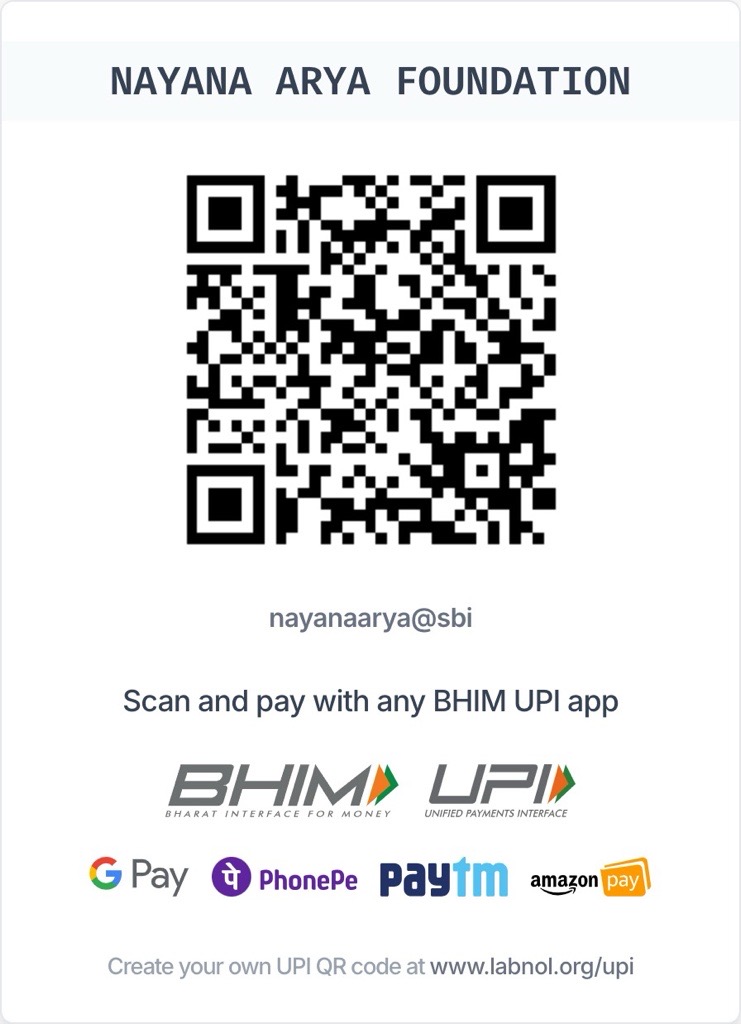 NAYANA ARYA FOUNDATION
nayanaarya@sbi
Scan and pay with any BHIM UPI app
BHIM UPI
BHARAT INTERFACE FOR MONEY UNIFIED PAYMENTS INTERFACE
G Pay पे PhonePe paytm amazon pay
Create your own UPI QR code at www.labnol.org/upi